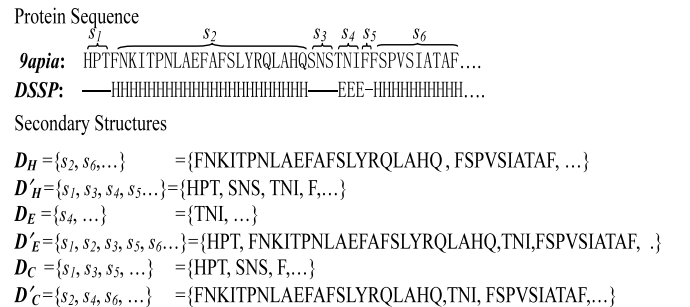 Protein Sequence
s1 s2 s3 s4 s5 s6
9apia: HPTFNKITPNLAEFAFSLYRQLAHQSNSTNIFFSPVSIATAF....
DSSP: ───HHHHHHHHHHHHHHHHHHHHHH───EEE-HHHHHHHHHH....
Secondary Structures
DH ={s2, s6,…} ={FNKITPNLAEFAFSLYRQLAHQ , FSPVSIATAF, …}
D′H={s1, s3, s4, s5…}={HPT, SNS, TNI, F,…}
DE ={s4, …} ={TNI, …}
D′E={s1, s2, s3, s5, s6…}={HPT, FNKITPNLAEFAFSLYRQLAHQ,TNI,FSPVSIATAF, .}
DC ={s1, s3, s5, …} ={HPT, SNS, F,…}
D′C={s2, s4, s6, …} ={FNKITPNLAEFAFSLYRQLAHQ,TNI, FSPVSIATAF,…}